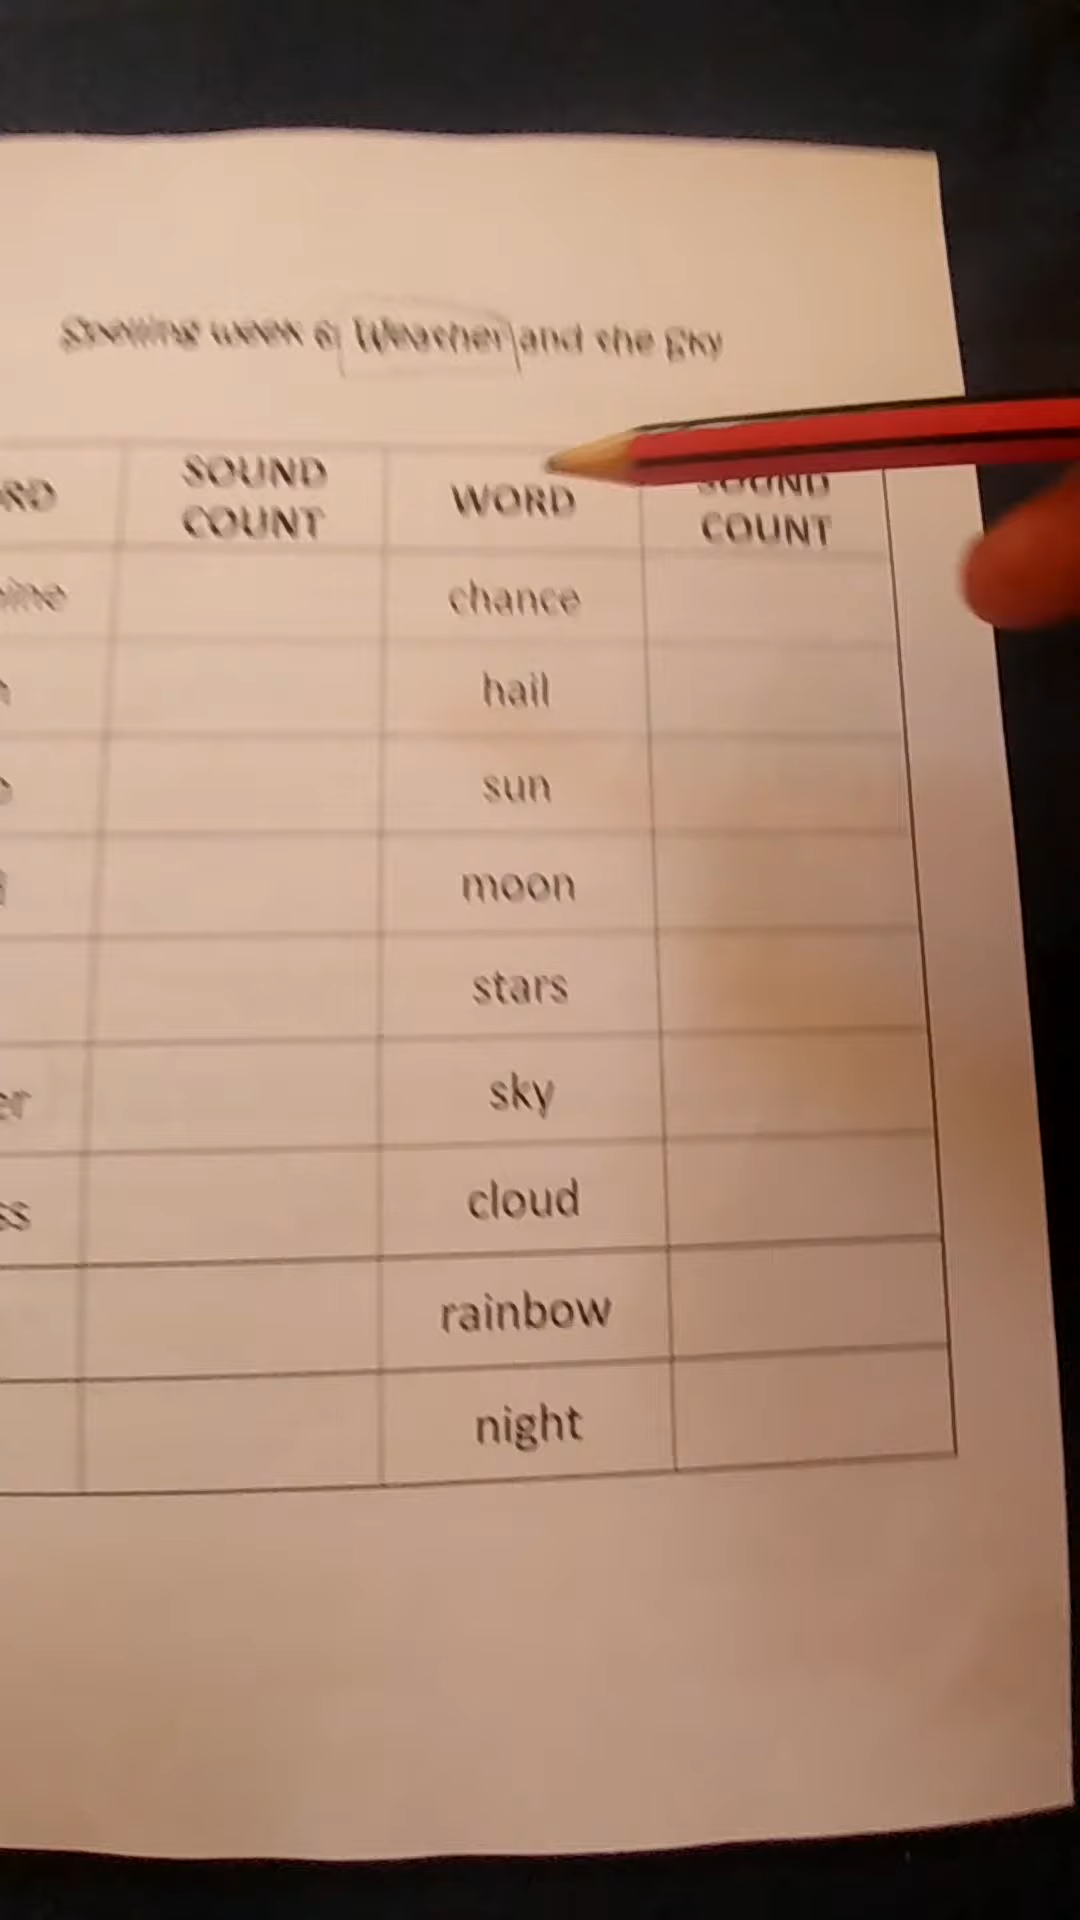 Spelling week 6: Weather and the Sky
SOUND COUNT WORD SOUND COUNT
chance
hail
sun
moon
stars
sky
cloud
rainbow
night